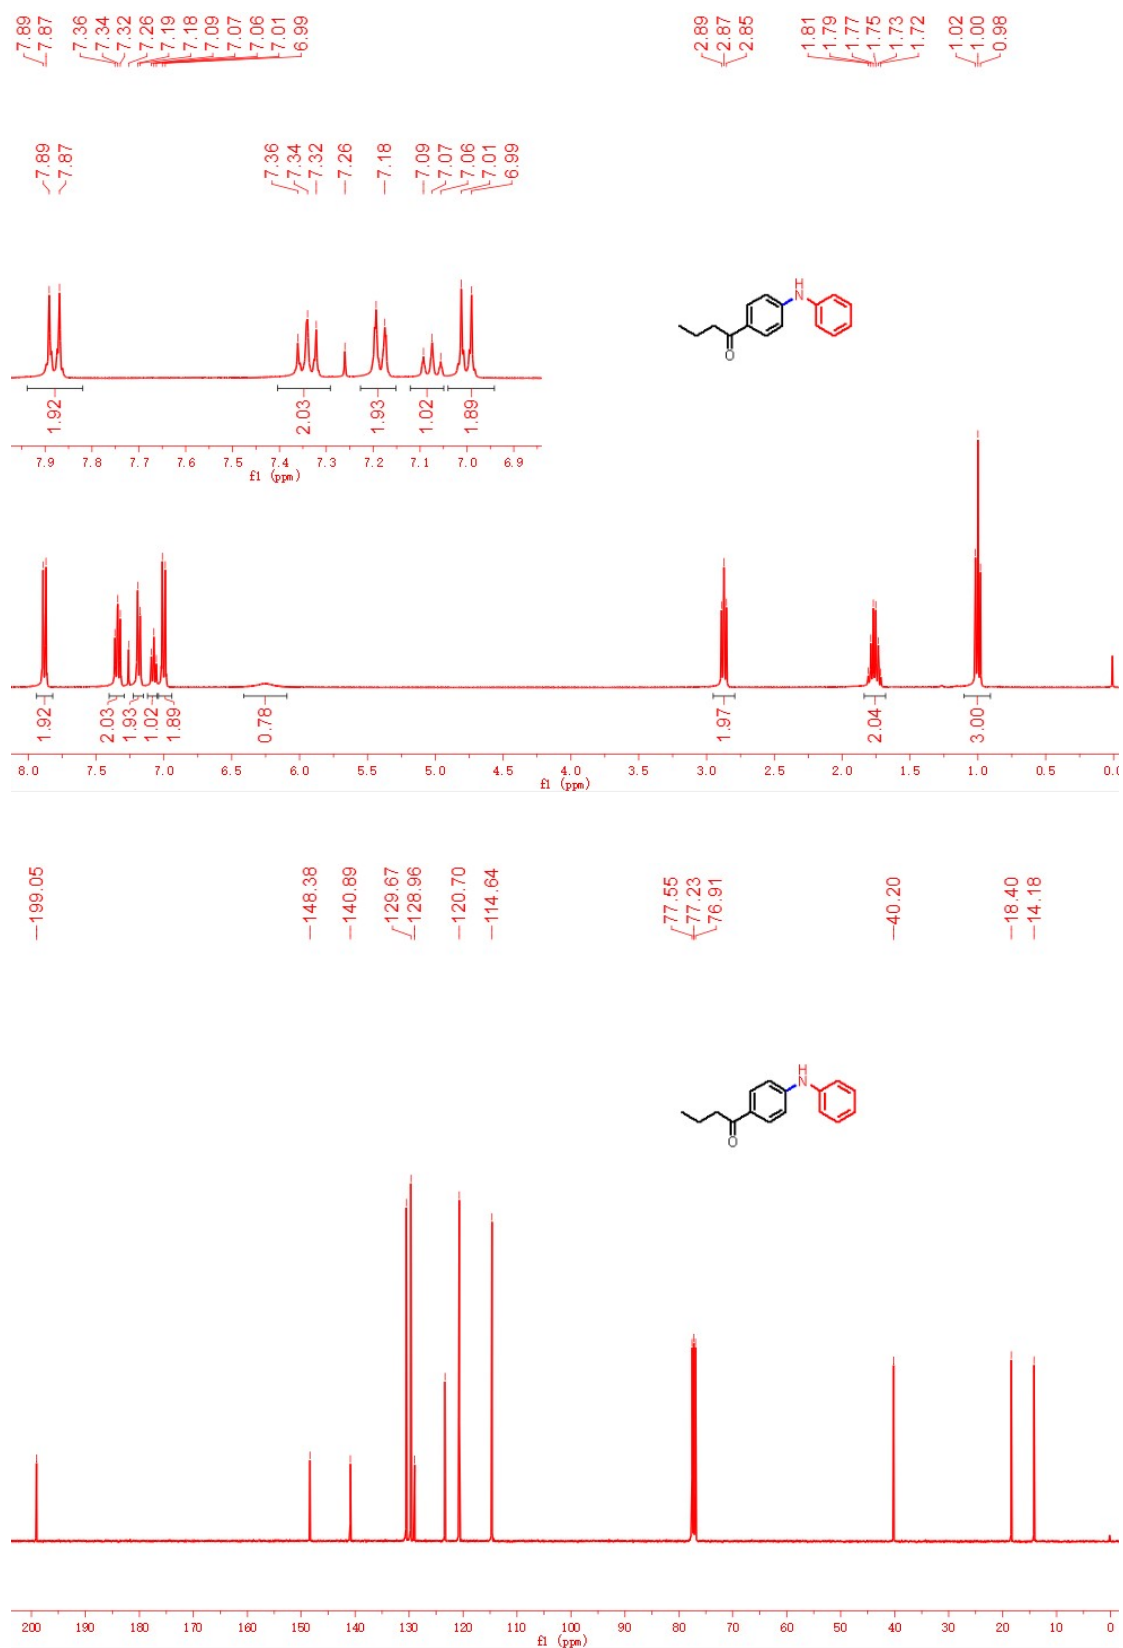 7.89 7.87 7.36 7.34 7.32 7.26 7.19 7.18 7.09 7.07 7.06 7.01 6.99 2.89 2.87 2.85 1.81 1.79 1.77 1.75 1.73 1.72 1.02 1.00 0.98
7.89 7.87 7.36 7.34 7.32 7.26 7.18 7.09 7.07 7.06 7.01 6.99
H
N
O
1.92 2.03 1.93 1.02 1.89
7.9 7.8 7.7 7.6 7.5 7.4 7.3 7.2 7.1 7.0 6.9
f1 (ppm)
1.92 2.03 1.93 1.02 1.89 0.78 1.97 2.04 3.00
8.0 7.5 7.0 6.5 6.0 5.5 5.0 4.5 4.0 3.5 3.0 2.5 2.0 1.5 1.0 0.5 0.0
f1 (ppm)
199.05 148.38 140.89 129.67 128.96 120.70 114.64 77.55 77.23 76.91 40.20 18.40 14.18
H
N
O
200 190 180 170 160 150 140 130 120 110 100 90 80 70 60 50 40 30 20 10 0
f1 (ppm)